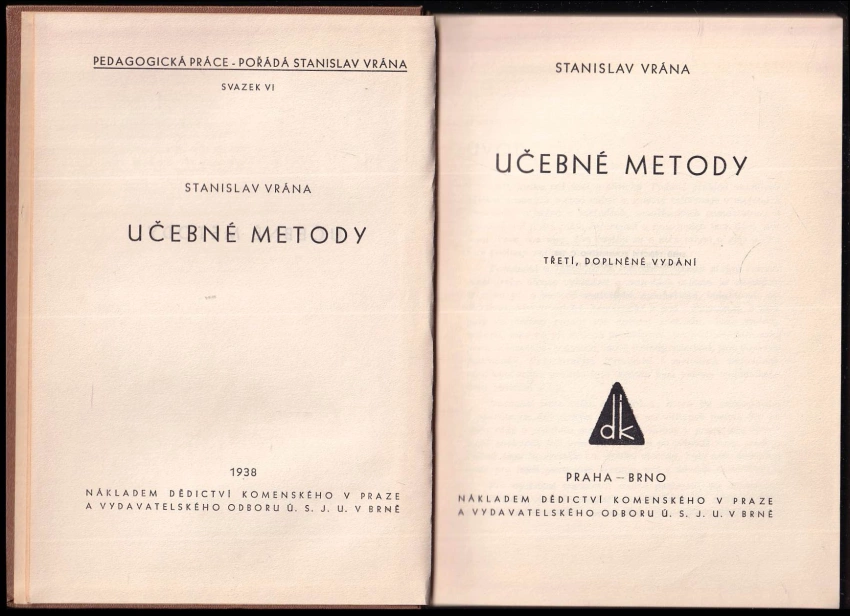 PEDAGOGICKÁ PRÁCE - POŘÁDÁ STANISLAV VRÁNA
SVAZEK VI
STANISLAV VRÁNA
UČEBNÉ METODY
1938
NÁKLADEM DĚDICTVÍ KOMENSKÉHO V PRAZE
A VYDAVATELSKÉHO ODBORU Ú. S. J. U. V BRNĚ
STANISLAV VRÁNA
UČEBNÉ METODY
TŘETÍ, DOPLNĚNÉ VYDÁNÍ
dk
PRAHA – BRNO
NÁKLADEM DĚDICTVÍ KOMENSKÉHO V PRAZE
A VYDAVATELSKÉHO ODBORU Ú. S. J. U. V BRNĚ